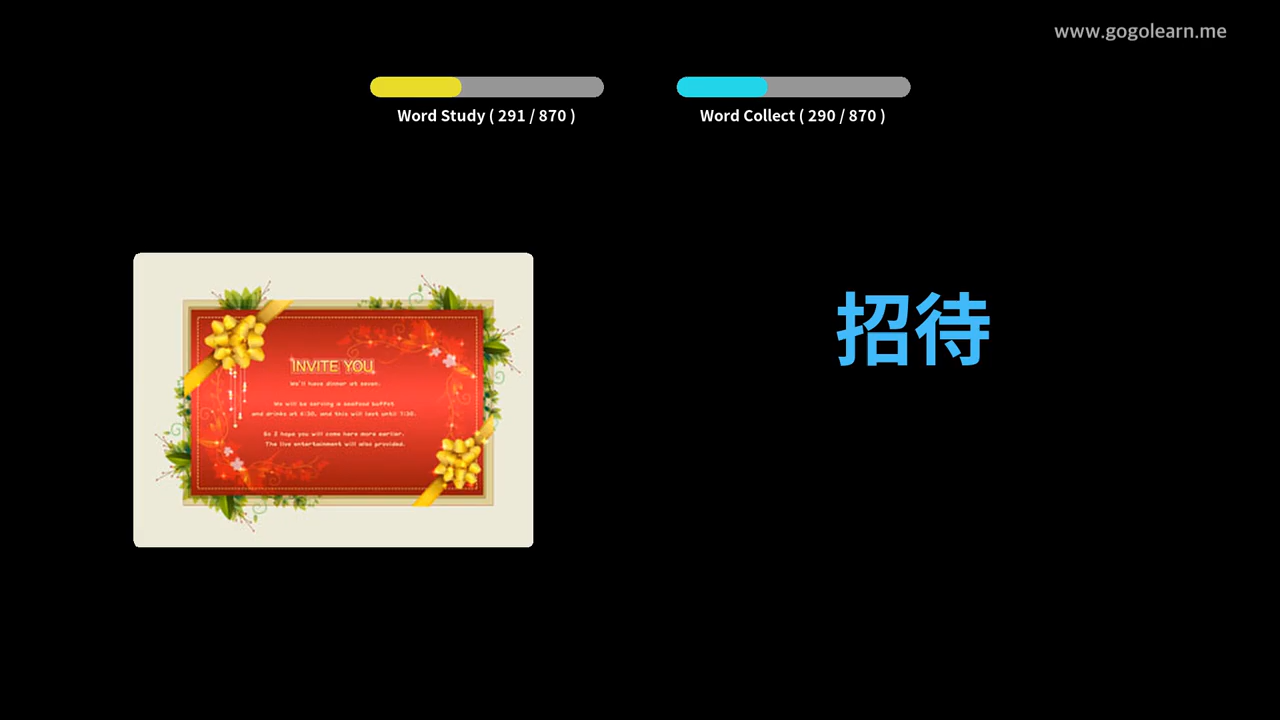 www.gogolearn.me
Word Study ( 291 / 870 )
Word Collect ( 290 / 870 )
招待
INVITE YOU
We'll have dinner at seven.
We will be serving a seafood buffet
and drinks at 6:30, and this will last until 7:30.
So I hope you will come here more earlier.
The live entertainment will also provided.